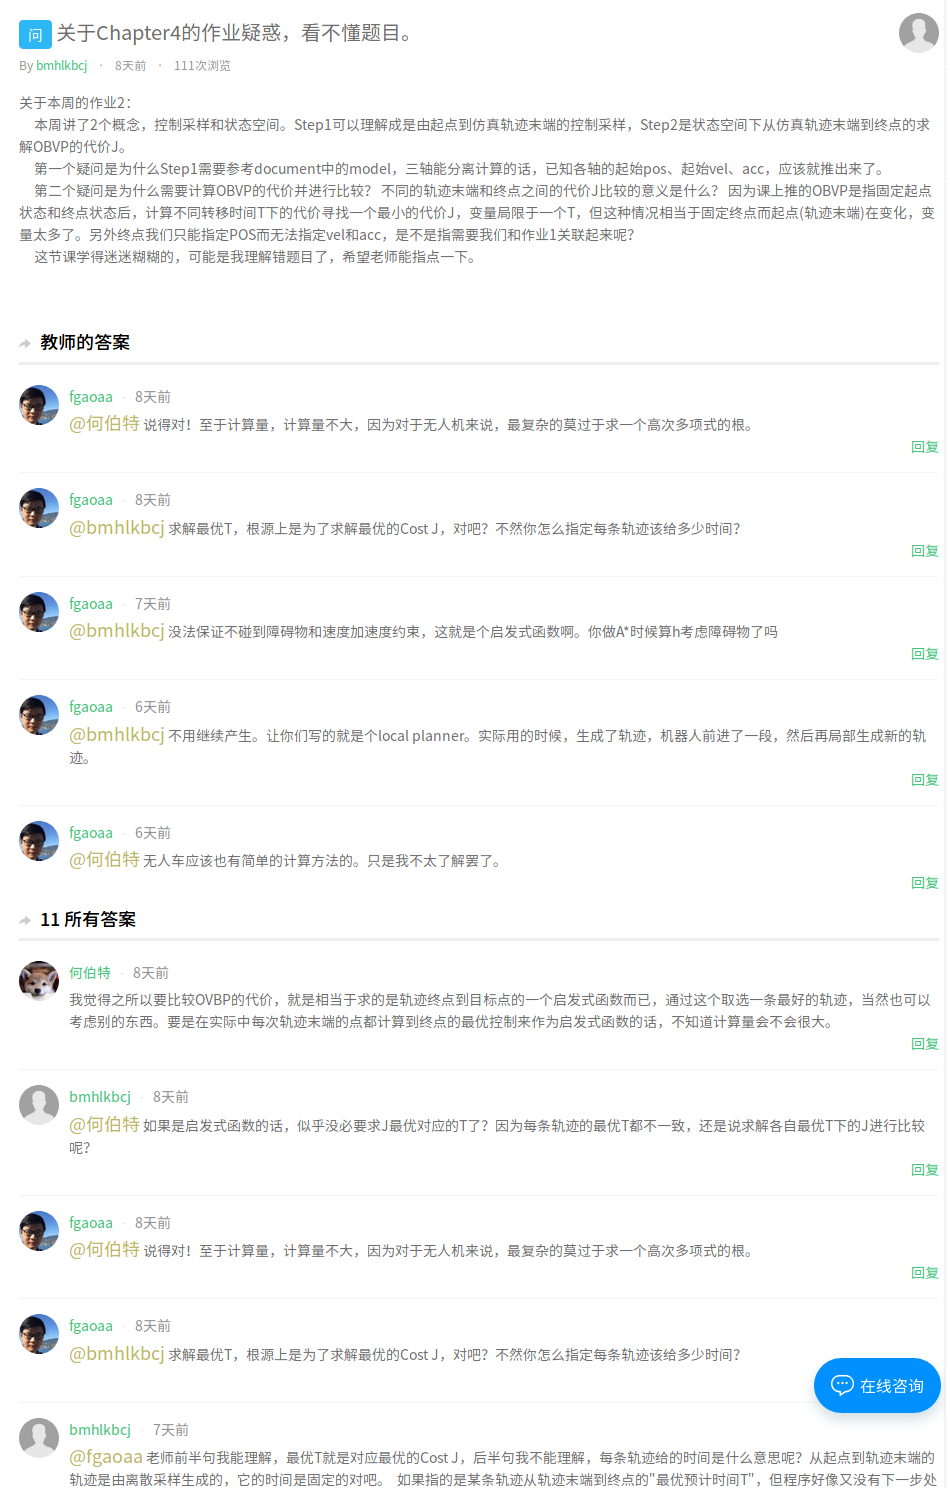 问 关于Chapter4的作业疑惑，看不懂题目。
By bmhlkbcj · 8天前 · 111次浏览
关于本周的作业2：
本周讲了2个概念，控制采样和状态空间。Step1可以理解成是由起点到仿真轨迹末端的控制采样，Step2是状态空间下从仿真轨迹末端到终点的求
解OBVP的代价J。
第一个疑问是为什么Step1需要参考document中的model，三轴能分离计算的话，已知各轴的起始pos、起始vel、acc，应该就推出来了。
第二个疑问是为什么需要计算OBVP的代价并进行比较？ 不同的轨迹末端和终点之间的代价J比较的意义是什么？ 因为课上推的OBVP是指固定起点
状态和终点状态后，计算不同转移时间T下的代价寻找一个最小的代价J，变量局限于一个T，但这种情况相当于固定终点而起点(轨迹末端)在变化，变
量太多了。另外终点我们只能指定POS而无法指定vel和acc，是不是指需要我们和作业1关联起来呢？
这节课学得迷迷糊糊的，可能是我理解错题目了，希望老师能指点一下。
教师的答案
fgaoaa · 8天前
@何伯特 说得对！至于计算量，计算量不大，因为对于无人机来说，最复杂的莫过于求一个高次多项式的根。
回复
fgaoaa · 8天前
@bmhlkbcj 求解最优T，根源上是为了求解最优的Cost J，对吧？不然你怎么指定每条轨迹该给多少时间？
回复
fgaoaa · 7天前
@bmhlkbcj 没法保证不碰到障碍物和速度加速度约束，这就是个启发式函数啊。你做A*时候算h考虑障碍物了吗
回复
fgaoaa · 6天前
@bmhlkbcj 不用继续产生。让你们写的就是个local planner。实际用的时候，生成了轨迹，机器人前进了一段，然后再局部生成新的轨
迹。
回复
fgaoaa · 6天前
@何伯特 无人车应该也有简单的计算方法的。只是我不太了解罢了。
回复
11 所有答案
何伯特 · 8天前
我觉得之所以要比较OVBP的代价，就是相当于求的是轨迹终点到目标点的一个启发式函数而已，通过这个取选一条最好的轨迹，当然也可以
考虑别的东西。要是在实际中每次轨迹末端的点都计算到终点的最优控制来作为启发式函数的话，不知道计算量会不会很大。
回复
bmhlkbcj · 8天前
@何伯特 如果是启发式函数的话，似乎没必要求J最优对应的T了？因为每条轨迹的最优T都不一致，还是说求解各自最优T下的J进行比较
呢？
回复
fgaoaa · 8天前
@何伯特 说得对！至于计算量，计算量不大，因为对于无人机来说，最复杂的莫过于求一个高次多项式的根。
回复
fgaoaa · 8天前
@bmhlkbcj 求解最优T，根源上是为了求解最优的Cost J，对吧？不然你怎么指定每条轨迹该给多少时间？
在线咨询
bmhlkbcj · 7天前
@fgaoaa 老师前半句我能理解，最优T就是对应最优的Cost J，后半句我不能理解，每条轨迹给的时间是什么意思呢？从起点到轨迹末端的
轨迹是由离散采样生成的，它的时间是固定的对吧。 如果指的是某条轨迹从轨迹末端到终点的"最优预计时间T"，但程序好像又没有下一步处